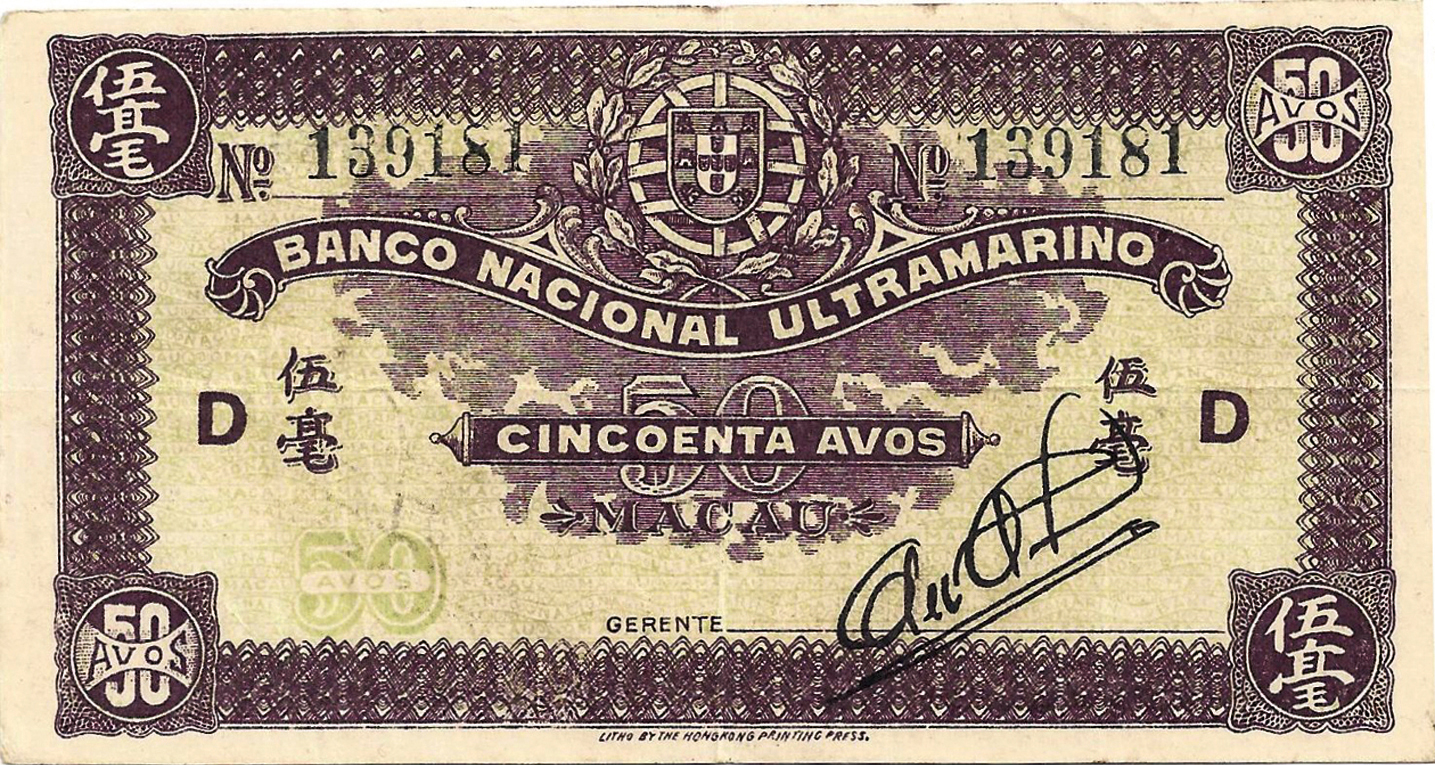 伍毫
50 AVOS
Nº 139181
Nº 139181
BANCO NACIONAL ULTRAMARINO
伍毫
伍毫
D
D
50
CINCOENTA AVOS
MACAU
50 AVOS
GERENTE
50 AVOS
伍毫
LITHO BY THE HONGKONG PRINTING PRESS.